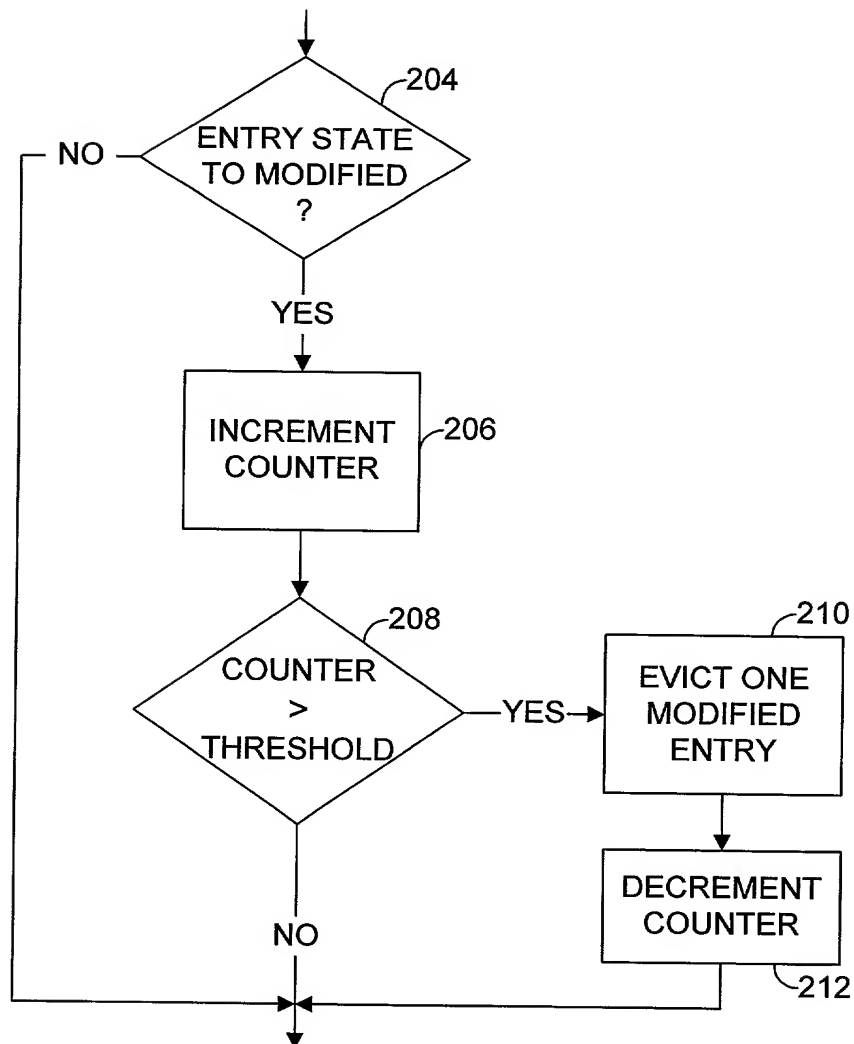 204
ENTRY STATE
TO MODIFIED
?
NO
YES
INCREMENT
COUNTER
206
208
COUNTER
>
THRESHOLD
YES
210
EVICT ONE
MODIFIED
ENTRY
DECREMENT
COUNTER
212
NO